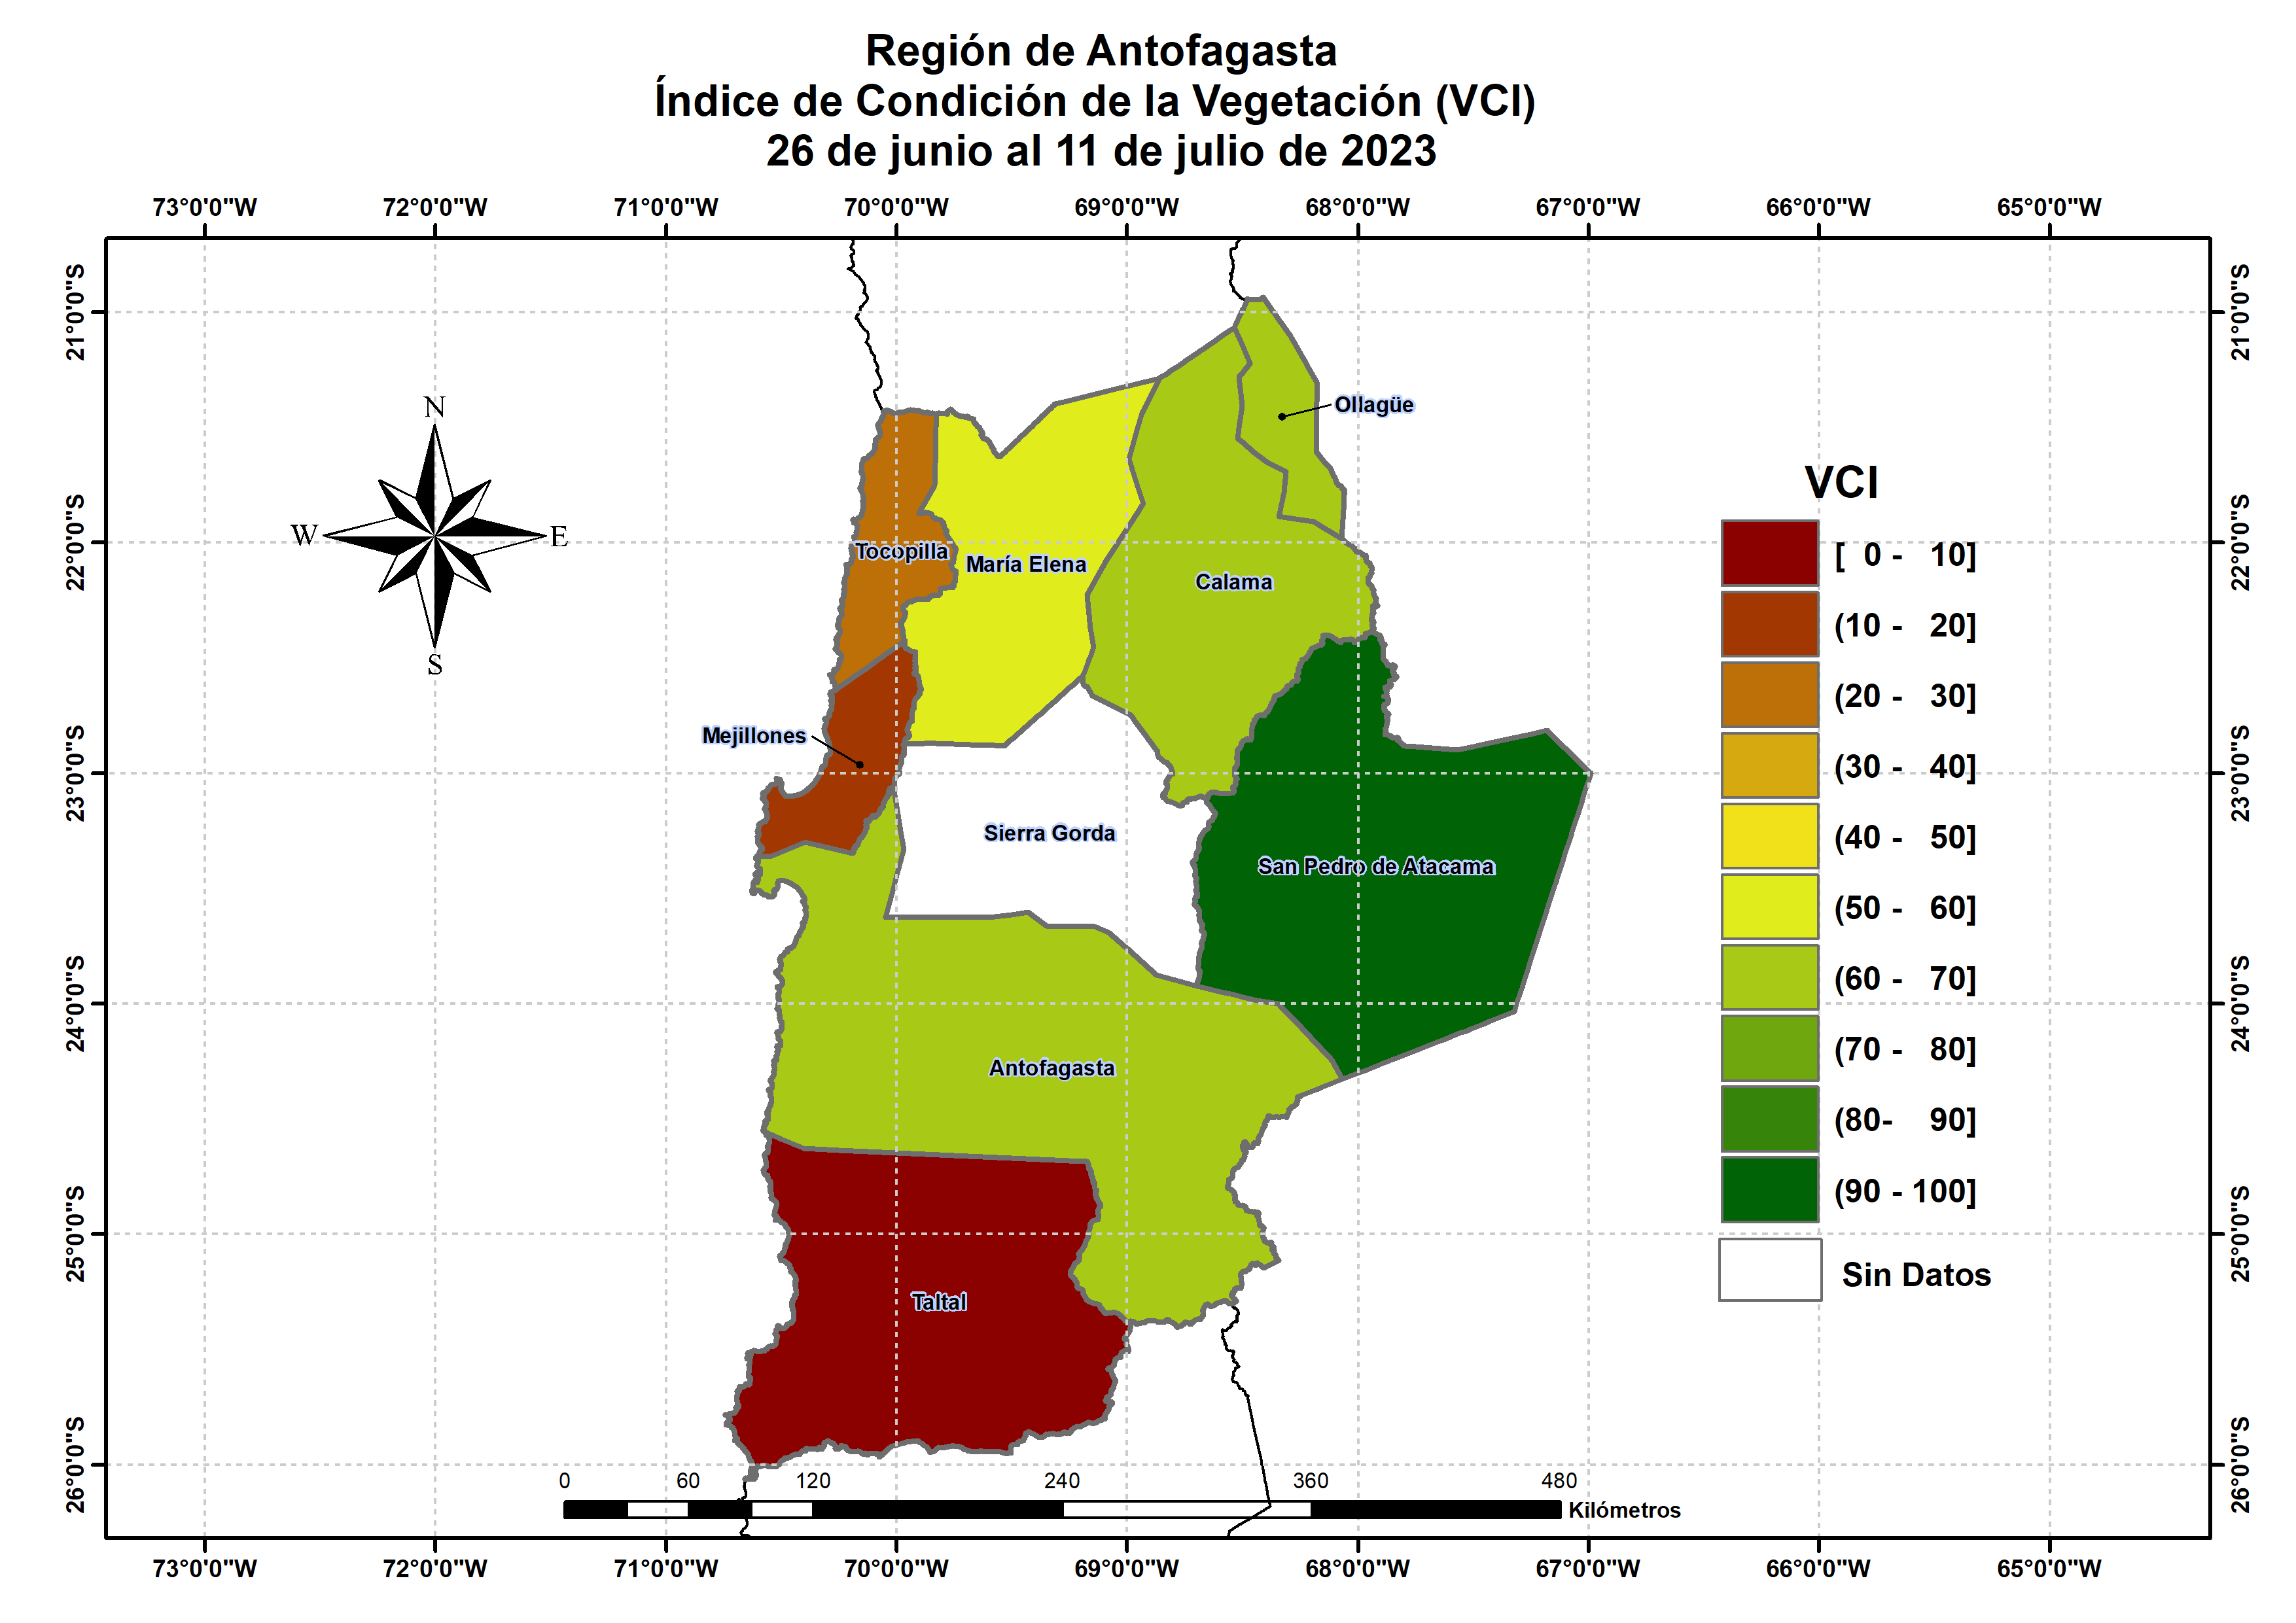 Región de Antofagasta
Índice de Condición de la Vegetación (VCI)
26 de junio al 11 de julio de 2023
73°0'0"W 72°0'0"W 71°0'0"W 70°0'0"W 69°0'0"W 68°0'0"W 67°0'0"W 66°0'0"W 65°0'0"W
21°0'0"S 21°0'0"S
N
W E
S
Ollagüe
22°0'0"S 22°0'0"S
Tocopilla
María Elena
Calama
Mejillones
23°0'0"S 23°0'0"S
Sierra Gorda
San Pedro de Atacama
24°0'0"S 24°0'0"S
Antofagasta
25°0'0"S 25°0'0"S
Taltal
26°0'0"S 26°0'0"S
VCI
[ 0 - 10]
(10 - 20]
(20 - 30]
(30 - 40]
(40 - 50]
(50 - 60]
(60 - 70]
(70 - 80]
(80- 90]
(90 - 100]
Sin Datos
0 60 120 240 360 480
Kilómetros
73°0'0"W 72°0'0"W 71°0'0"W 70°0'0"W 69°0'0"W 68°0'0"W 67°0'0"W 66°0'0"W 65°0'0"W